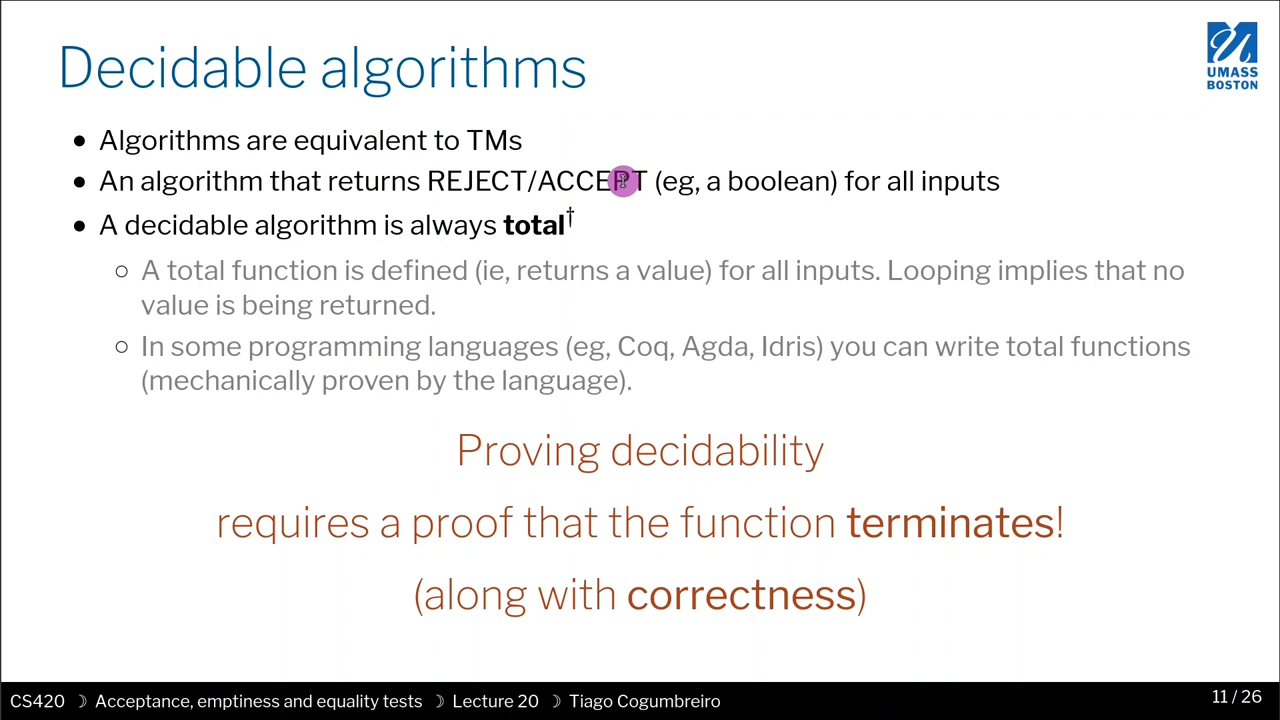 Decidable algorithms
UMASS
BOSTON
• Algorithms are equivalent to TMs
• An algorithm that returns REJECT/ACCEPT (eg, a boolean) for all inputs
• A decidable algorithm is always total†
○ A total function is defined (ie, returns a value) for all inputs. Looping implies that no
value is being returned.
○ In some programming languages (eg, Coq, Agda, Idris) you can write total functions
(mechanically proven by the language).
Proving decidability
requires a proof that the function terminates!
(along with correctness)
CS420 ☽ Acceptance, emptiness and equality tests ☽ Lecture 20 ☽ Tiago Cogumbreiro
11 / 26